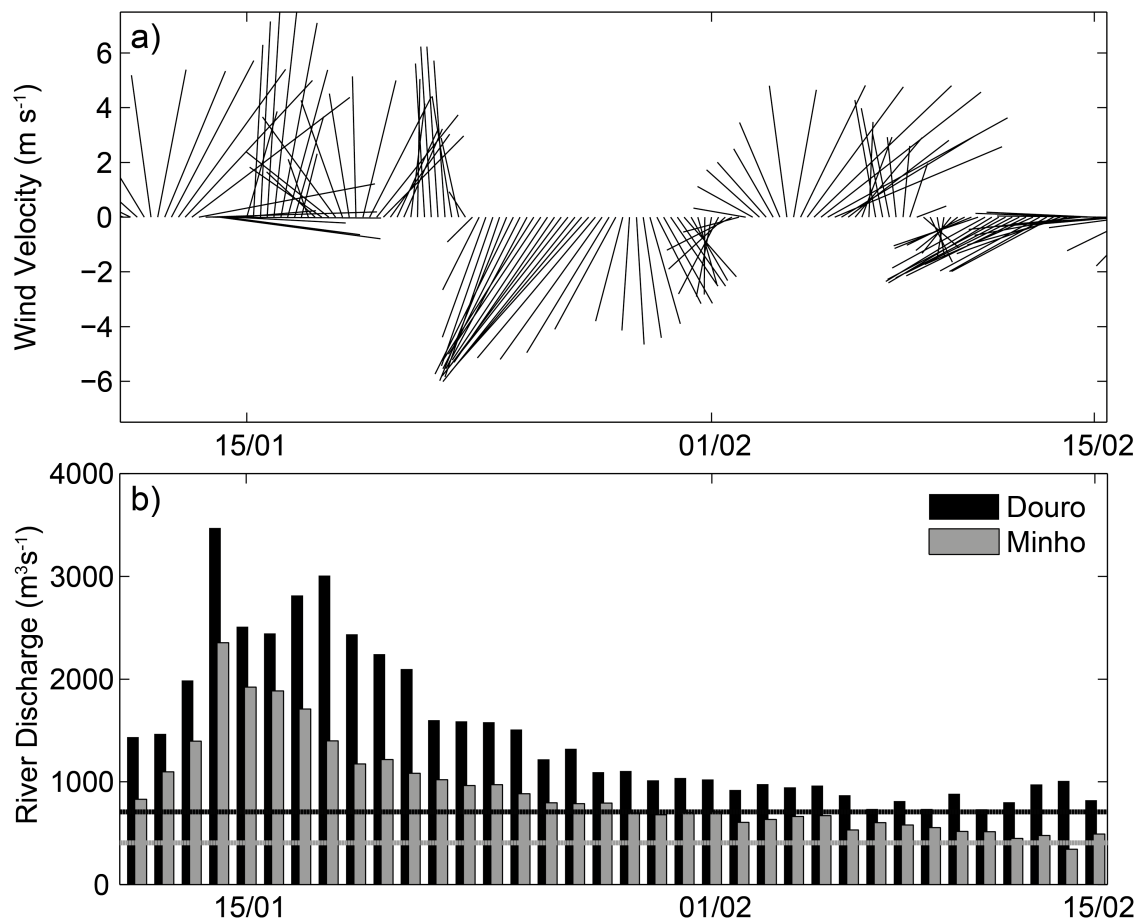 a)
Wind Velocity (m s-1)
6
4
2
0
−2
−4
−6
15/01 01/02 15/02
b)
River Discharge (m3s-1)
4000
3000
2000
1000
0
Douro
Minho
15/01 01/02 15/02